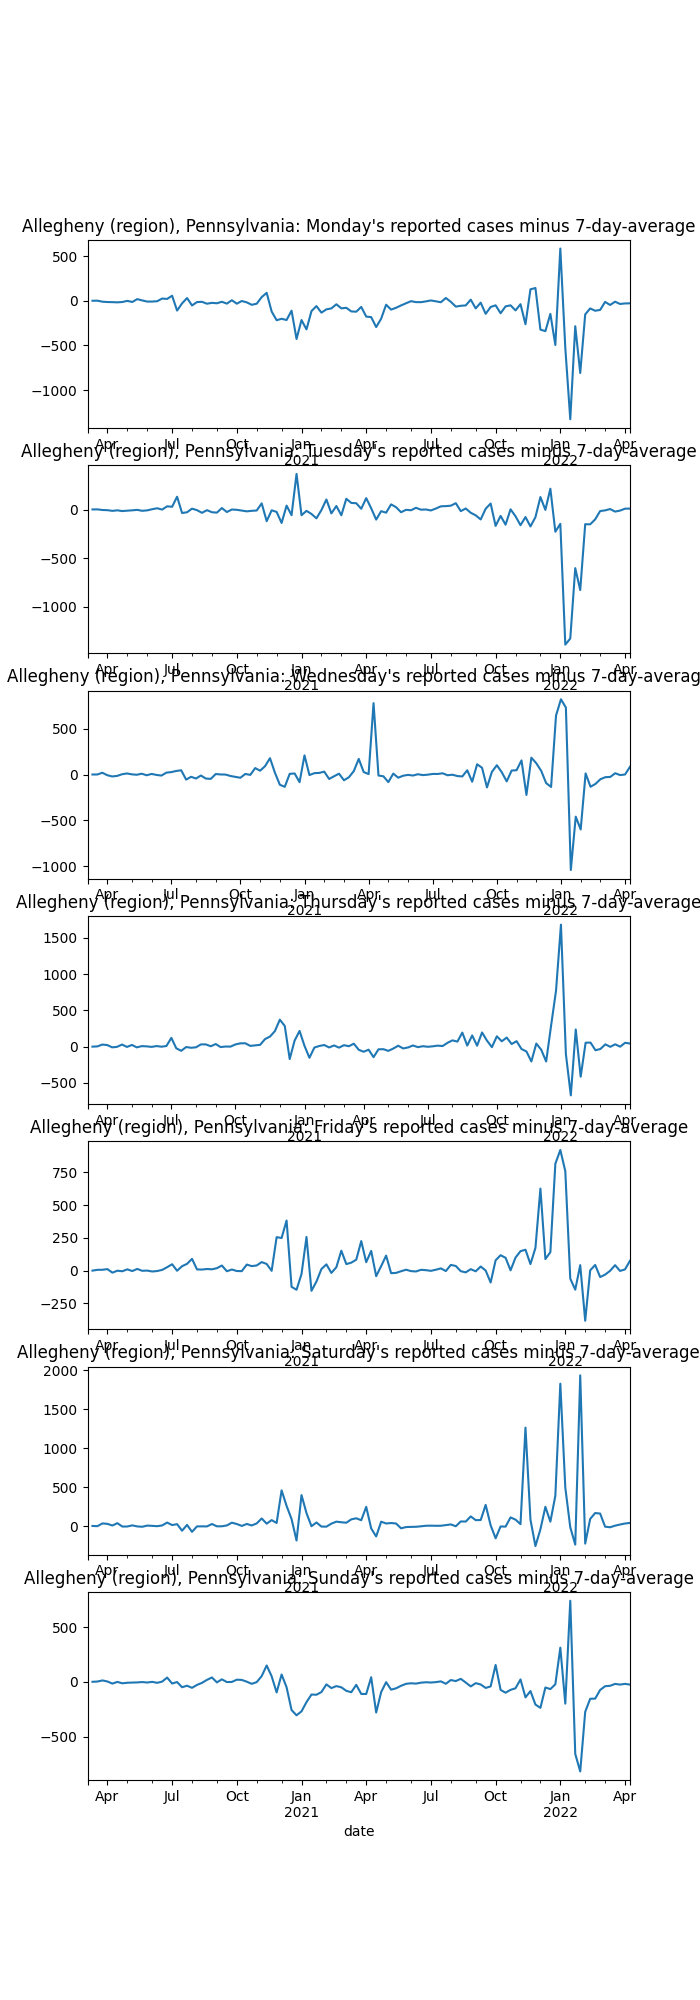 Allegheny (region), Pennsylvania: Monday's reported cases minus 7-day-average
500
0
−500
−1000
Apr Jul Oct Jan Apr Jul Oct Jan Apr
2021 2022
Allegheny (region), Pennsylvania: Tuesday's reported cases minus 7-day-average
0
−500
−1000
Apr Jul Oct Jan Apr Jul Oct Jan Apr
2021 2022
Allegheny (region), Pennsylvania: Wednesday's reported cases minus 7-day-averag
500
0
−500
−1000
Apr Jul Oct Jan Apr Jul Oct Jan Apr
2021 2022
Allegheny (region), Pennsylvania: Thursday's reported cases minus 7-day-average
1500
1000
500
0
−500
Apr Jul Oct Jan Apr Jul Oct Jan Apr
2021 2022
Allegheny (region), Pennsylvania: Friday's reported cases minus 7-day-average
750
500
250
0
−250
Apr Jul Oct Jan Apr Jul Oct Jan Apr
2021 2022
Allegheny (region), Pennsylvania: Saturday's reported cases minus 7-day-average
2000
1500
1000
500
0
Apr Jul Oct Jan Apr Jul Oct Jan Apr
2021 2022
Allegheny (region), Pennsylvania: Sunday's reported cases minus 7-day-average
500
0
−500
Apr Jul Oct Jan Apr Jul Oct Jan Apr
2021 2022
date